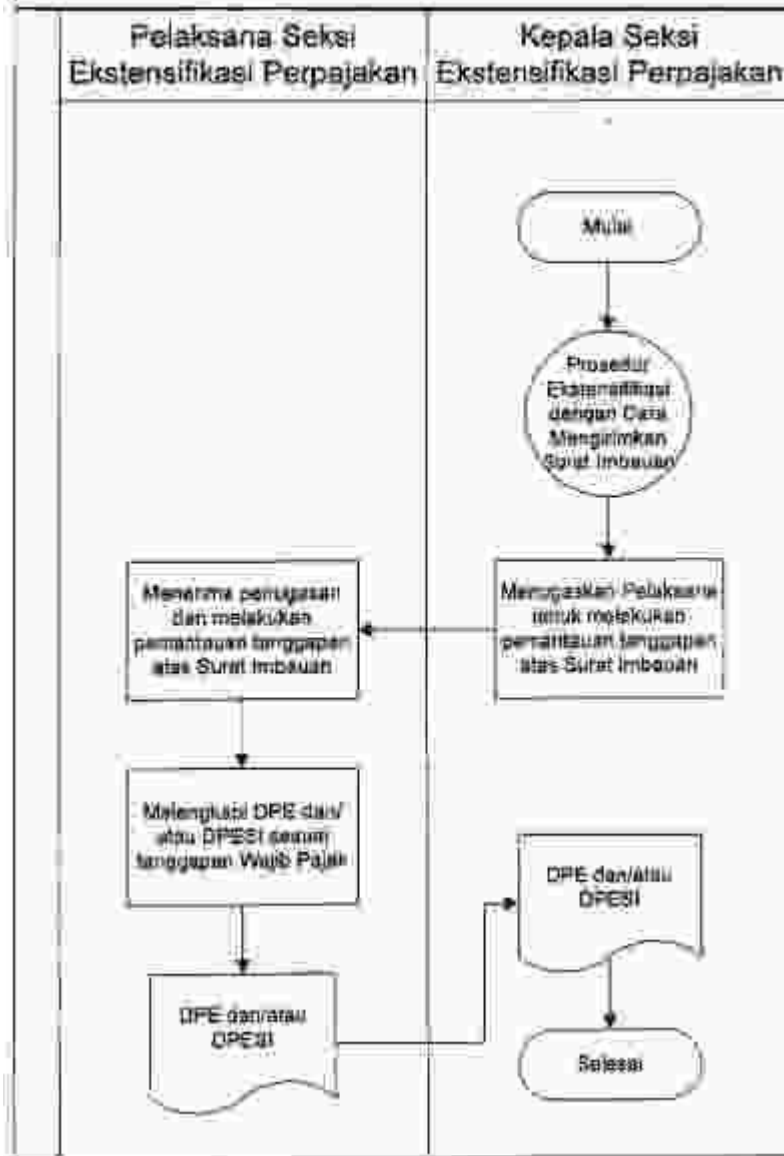 Pelaksana Seksi
Ekstensifikasi Perpajakan
Kepala Seksi
Ekstensifikasi Perpajakan
Mulai
Prosedur
Ekstensifikasi
dengan Cara
Mengirimkan
Surat Imbauan
Menugaskan Pelaksana
untuk melakukan
pemantauan tanggapan
atas Surat Imbauan
Menerima penugasan
dan melakukan
pemantauan tanggapan
atas Surat Imbauan
Melengkapi DPE dan/
atau DPESI sesuai
tanggapan Wajib Pajak
DPE dan/atau
DPESI
DPE dan/atau
DPESI
Selesai